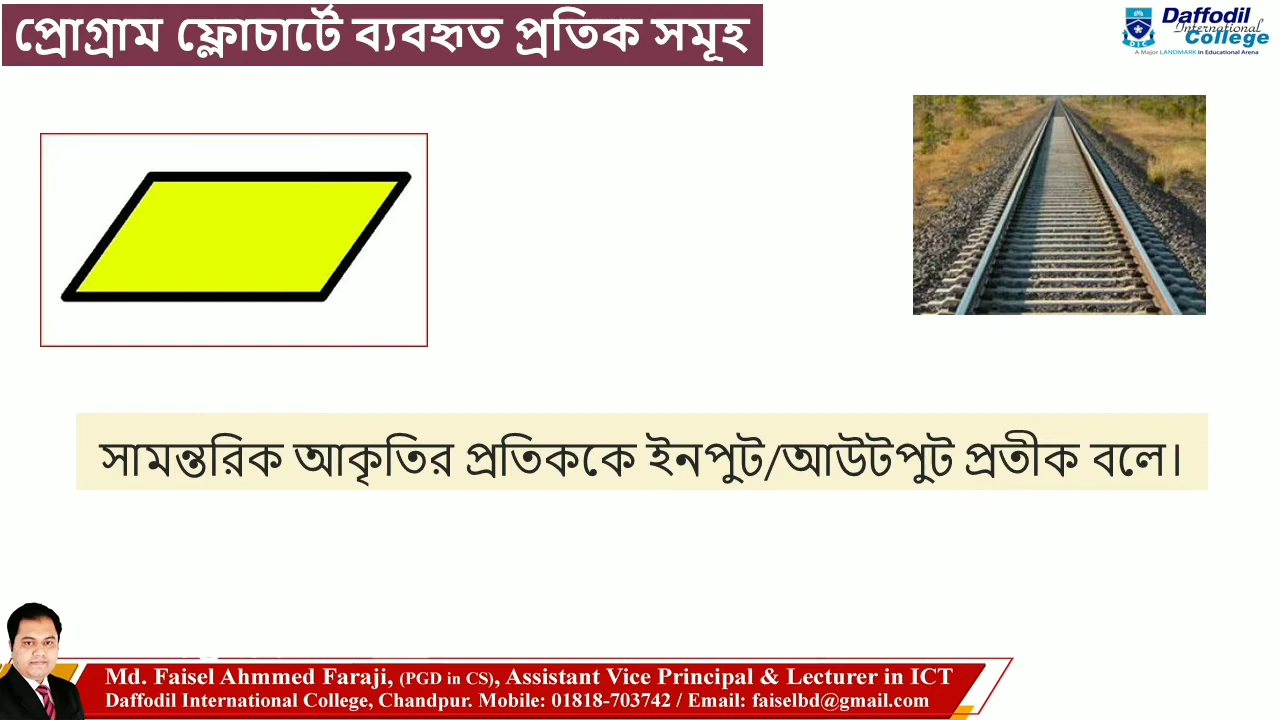 প্রোগ্রাম ফ্লোচার্টে ব্যবহৃত প্রতিক সমূহ
Daffodil
International
College
DIC
A Major LANDMARK in Educational Arena
সামন্তরিক আকৃতির প্রতিককে ইনপুট/আউটপুট প্রতীক বলে।
Md. Faisel Ahmmed Faraji, (PGD in CS), Assistant Vice Principal & Lecturer in ICT
Daffodil International College, Chandpur. Mobile: 01818-703742 / Email: faiselbd@gmail.com